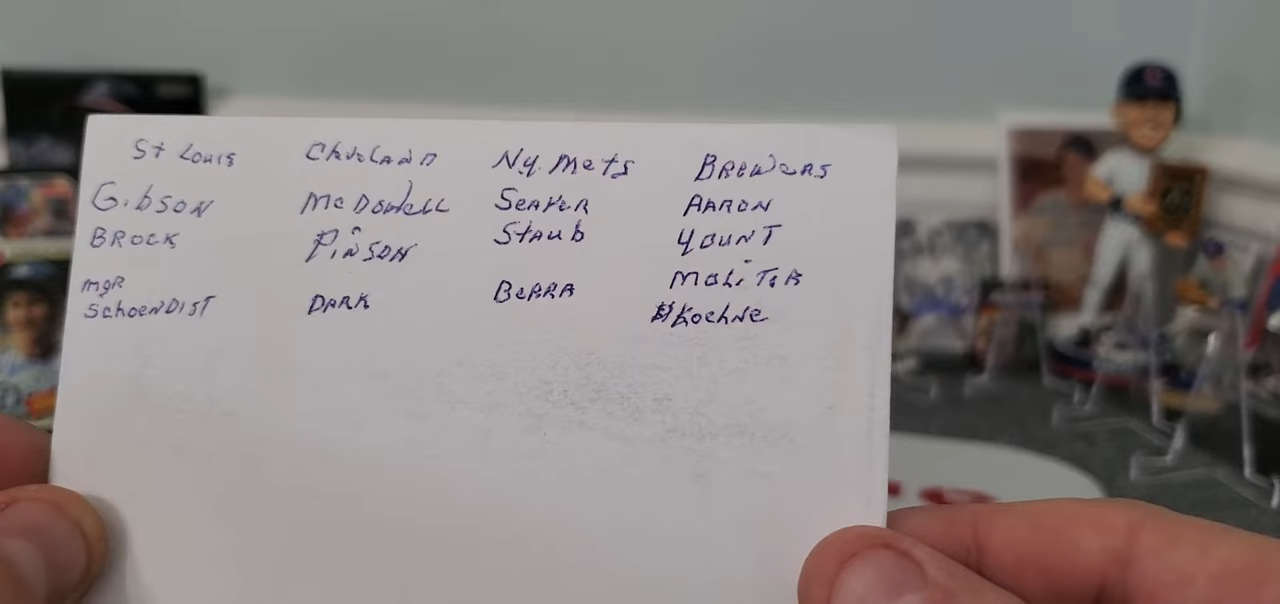 St Louis Cleveland Ny. Mets Brewers
Gibson McDowell Seaver AARON
BROCK Pinson Staub YOUNT
mgR MoLiToR
SchoenDIST DARK BeRRA Koehne